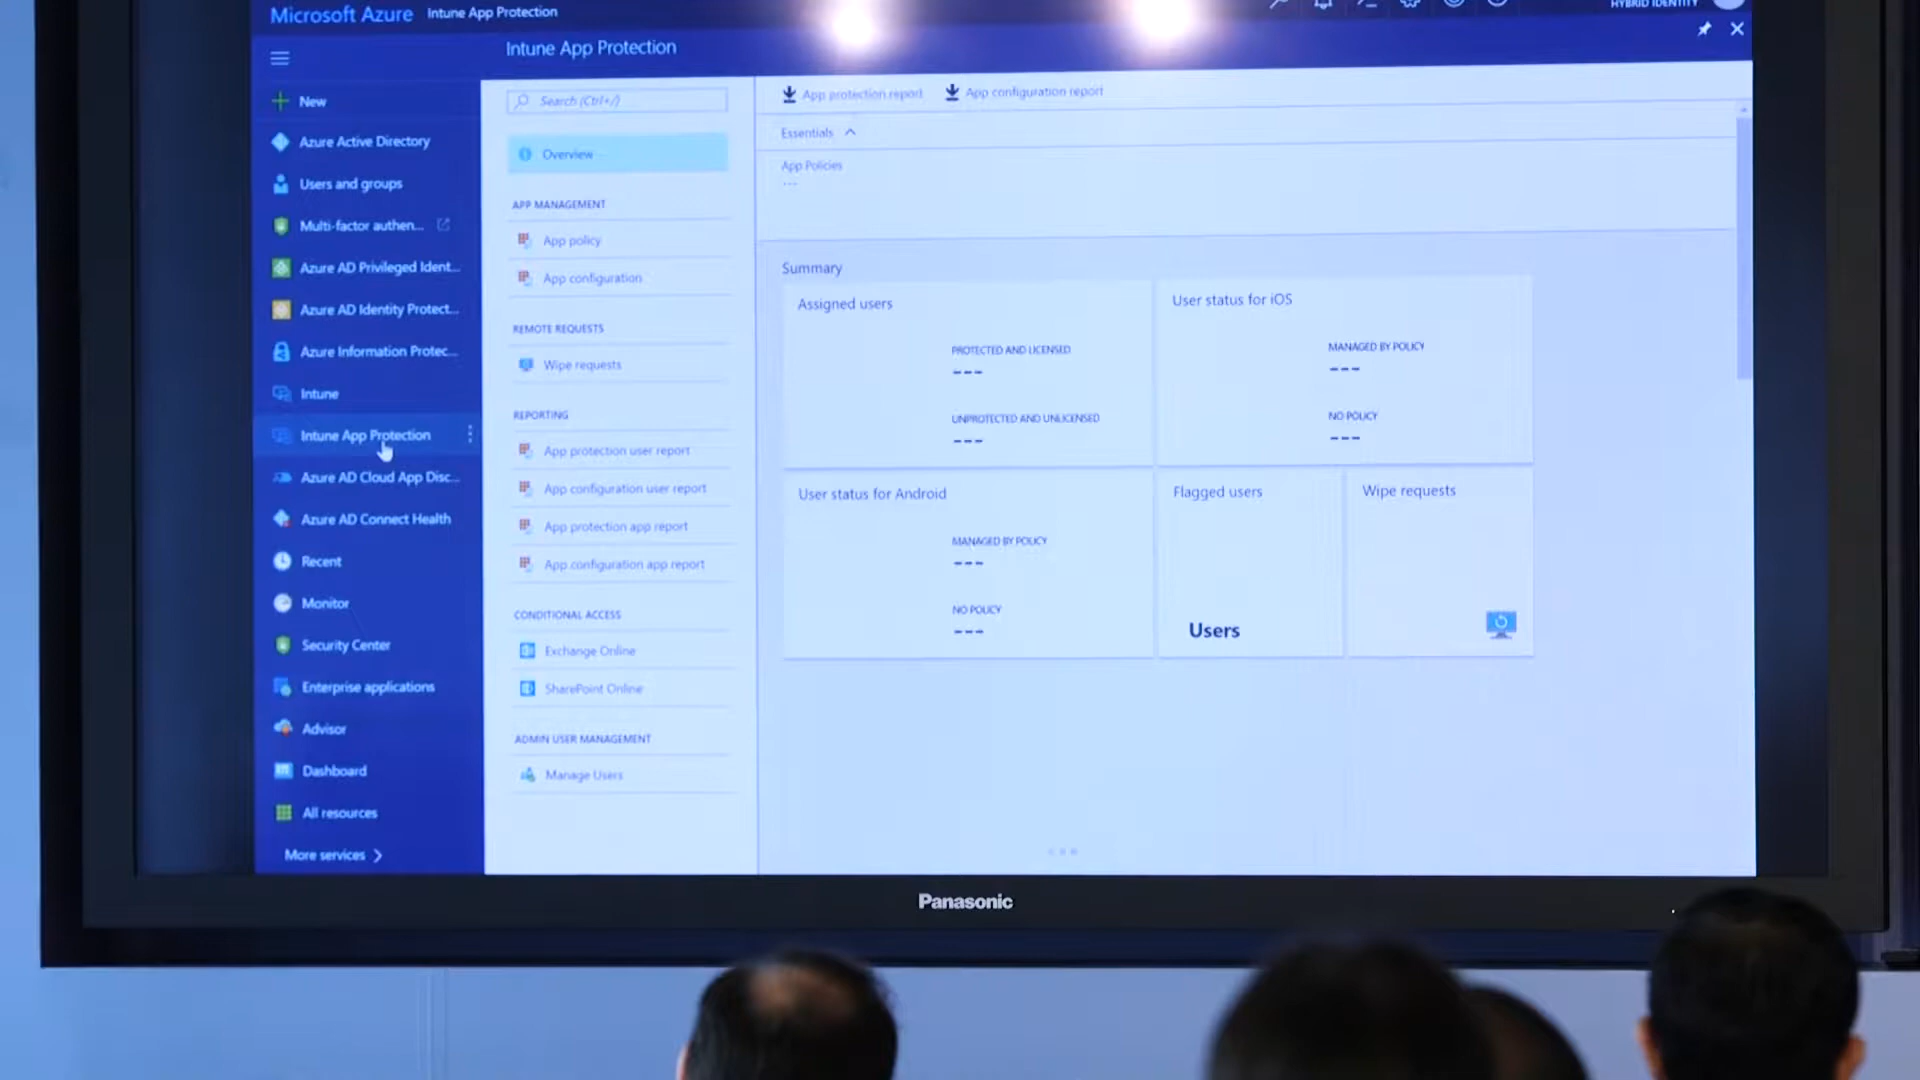 Microsoft Azure Intune App Protection
HYBRID IDENTITY
Intune App Protection
New
Azure Active Directory
Users and groups
Multi-factor authen...
Azure AD Privileged Ident...
Azure AD Identity Protect...
Azure Information Protec...
Intune
Intune App Protection
Azure AD Cloud App Disc...
Azure AD Connect Health
Recent
Monitor
Security Center
Enterprise applications
Advisor
Dashboard
All resources
More services
Search (Ctrl+/)
Overview
APP MANAGEMENT
App policy
App configuration
REMOTE REQUESTS
Wipe requests
REPORTING
App protection user report
App configuration user report
App protection app report
App configuration app report
CONDITIONAL ACCESS
Exchange Online
SharePoint Online
ADMIN USER MANAGEMENT
Manage Users
App protection report App configuration report
Essentials
App Policies
---
Summary
Assigned users
PROTECTED AND LICENSED
---
UNPROTECTED AND UNLICENSED
---
User status for iOS
MANAGED BY POLICY
---
NO POLICY
---
User status for Android
MANAGED BY POLICY
---
NO POLICY
---
Flagged users
Users
Wipe requests
Panasonic